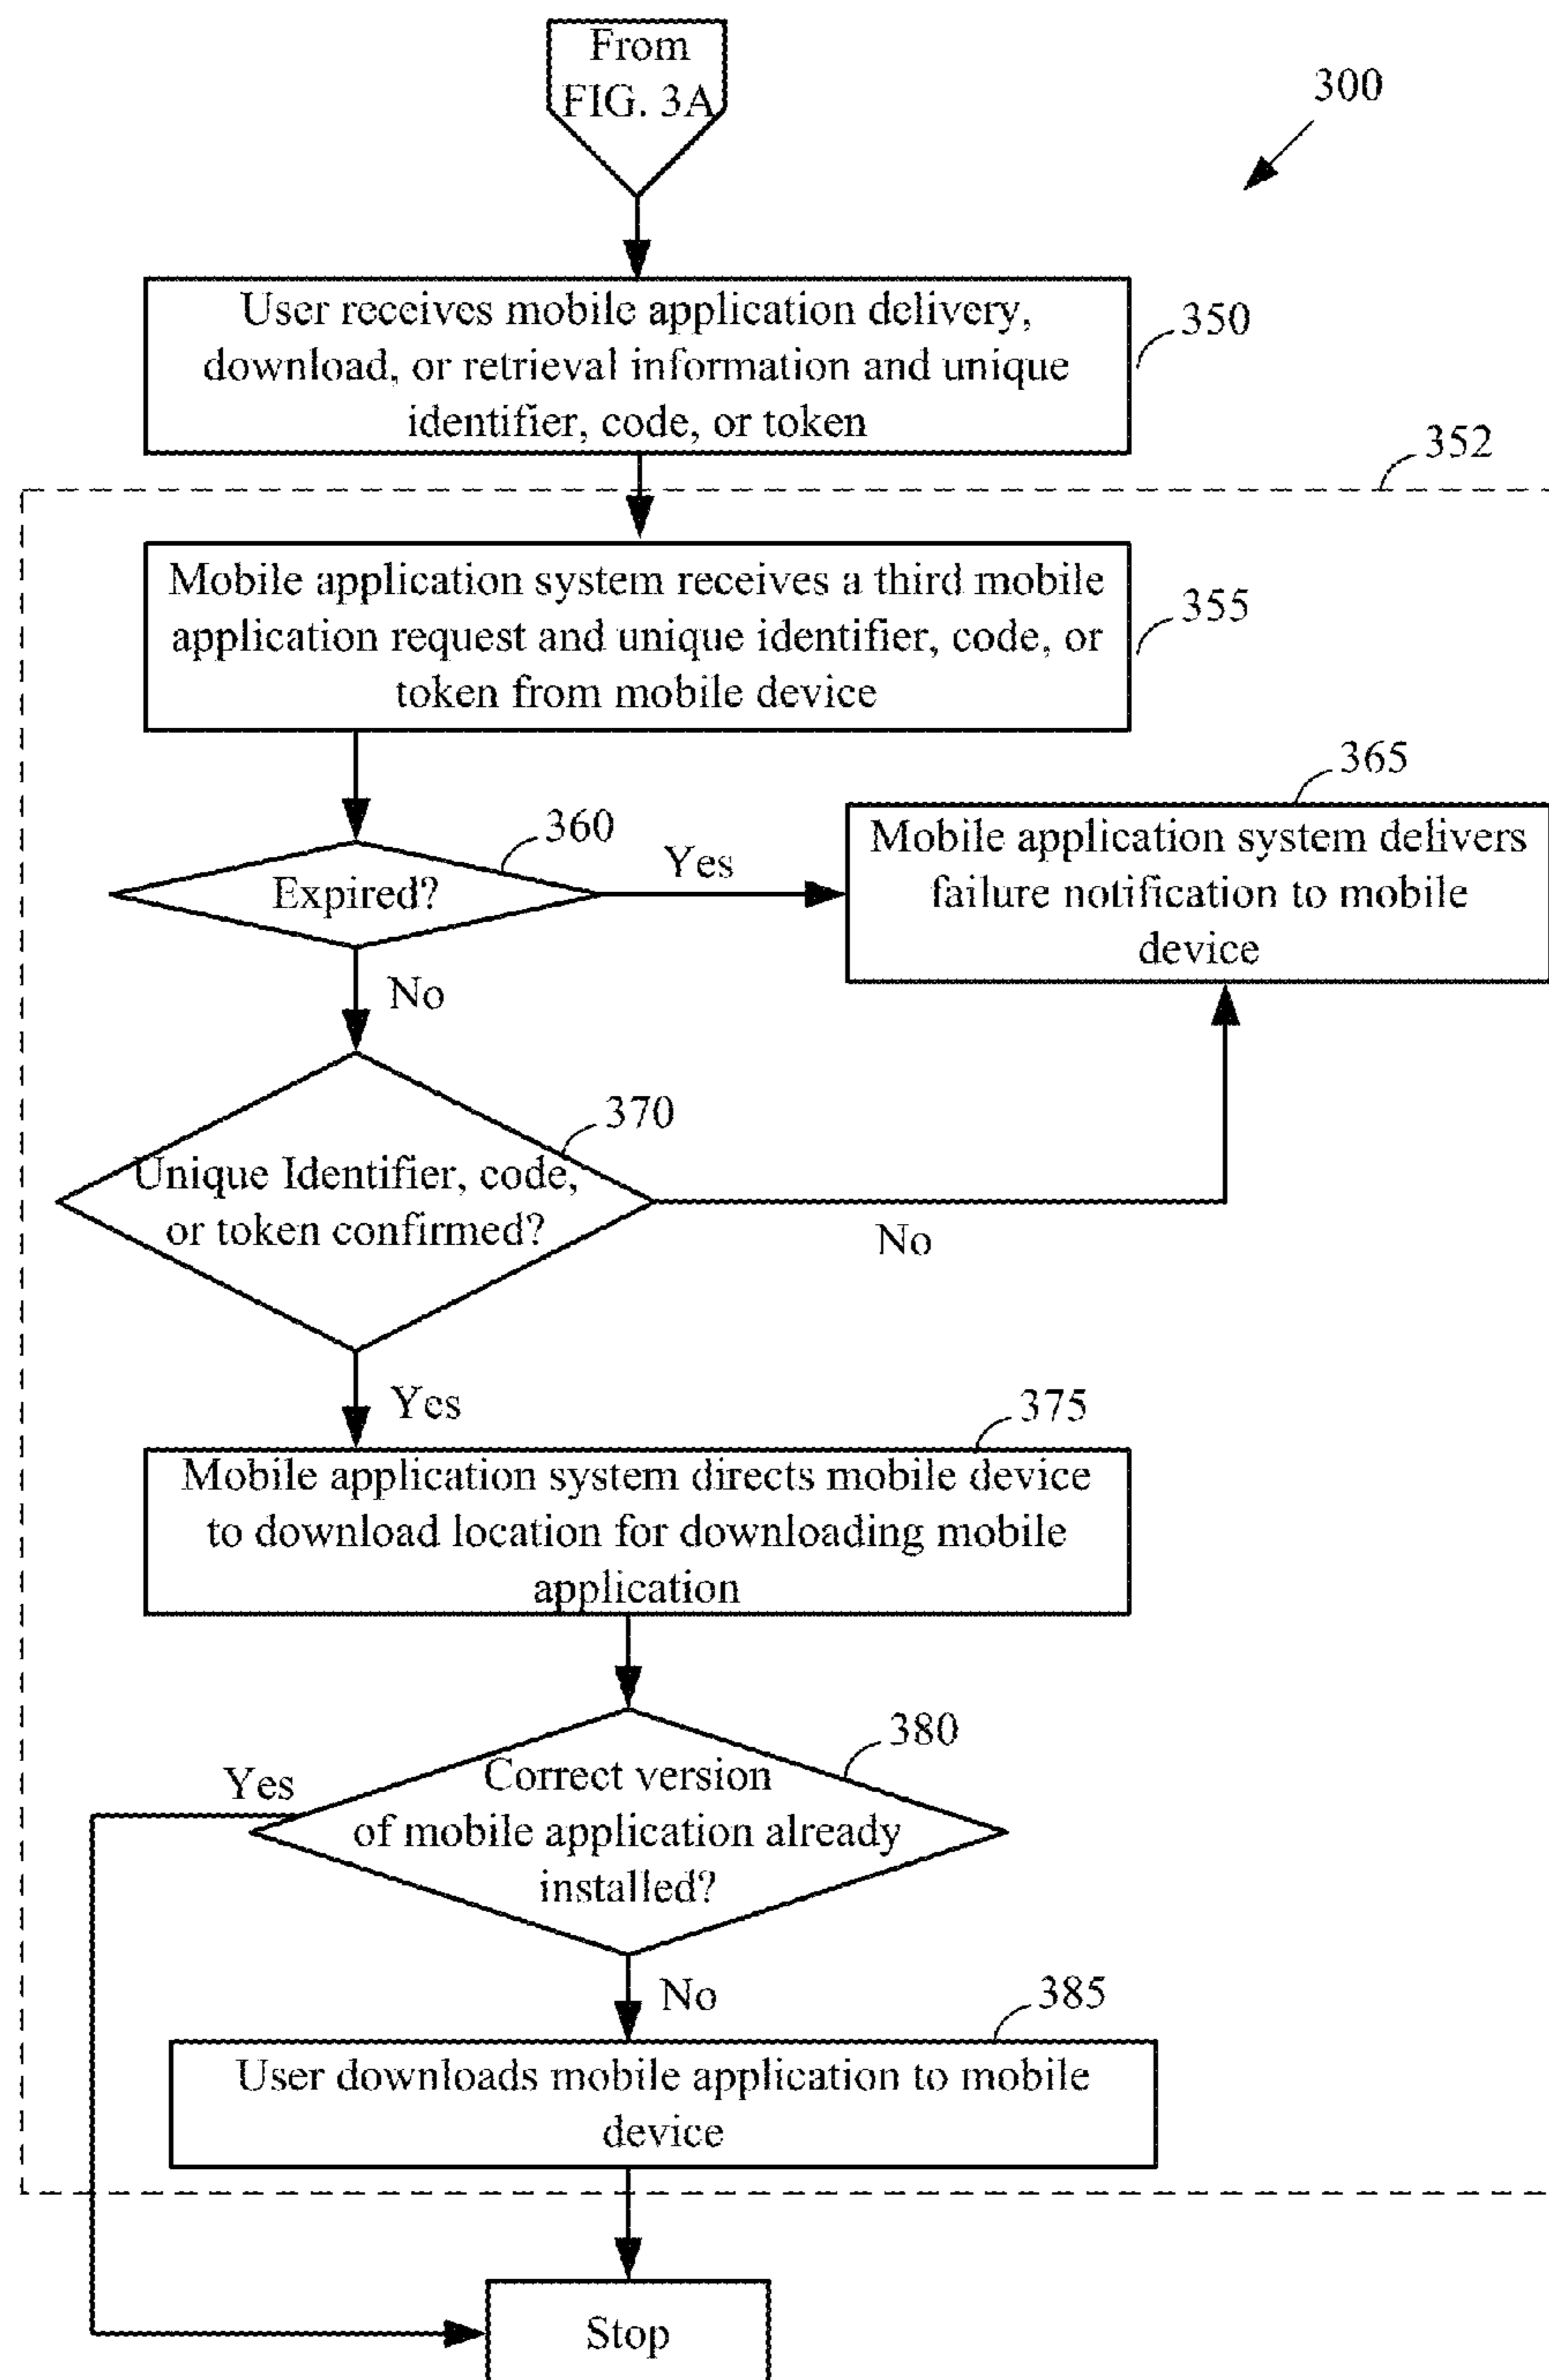 From
FIG. 3A
300
User receives mobile application delivery,
download, or retrieval information and unique
identifier, code, or token
350
352
Mobile application system receives a third mobile
application request and unique identifier, code, or
token from mobile device
355
365
Mobile application system delivers
failure notification to mobile
device
360
Expired?
Yes
No
370
Unique Identifier, code,
or token confirmed?
No
Yes
375
Mobile application system directs mobile device
to download location for downloading mobile
application
380
Yes
Correct version
of mobile application already
installed?
No
385
User downloads mobile application to mobile
device
Stop